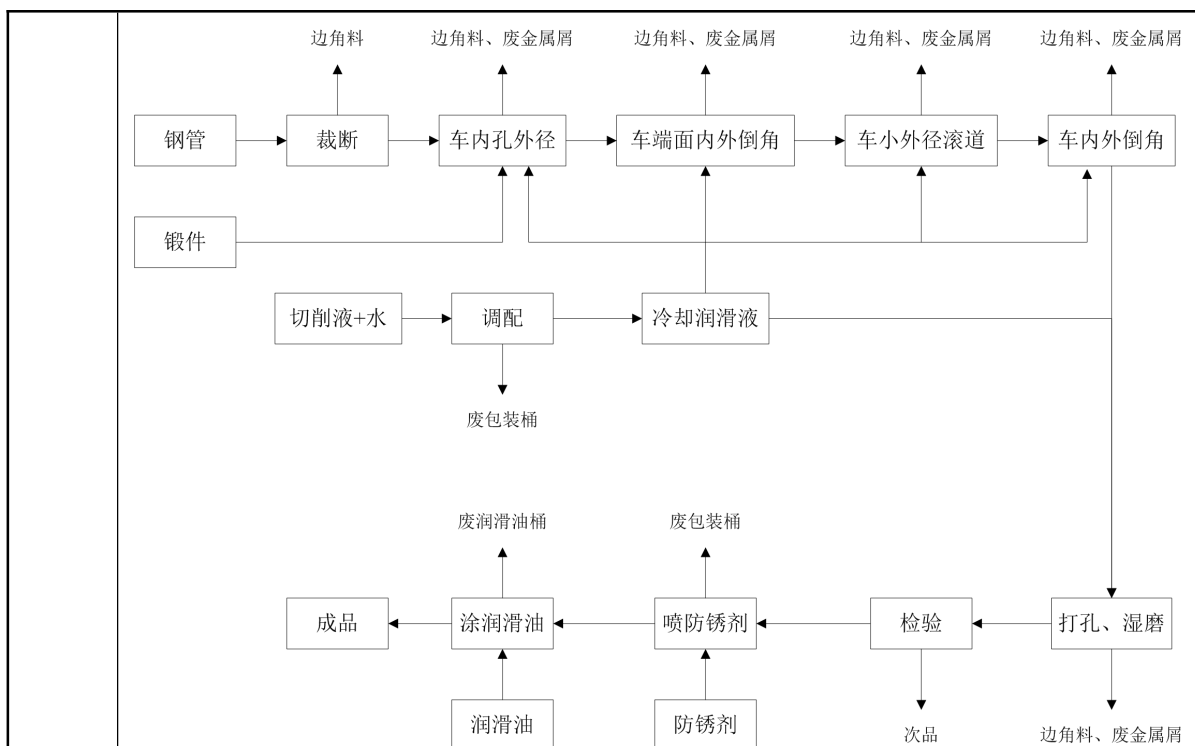 边角料
边角料、废金属屑
边角料、废金属屑
边角料、废金属屑
边角料、废金属屑
钢管
裁断
车内孔外径
车端面内外倒角
车小外径滚道
车内外倒角
锻件
切削液+水
调配
冷却润滑液
废包装桶
废润滑油桶
废包装桶
成品
涂润滑油
喷防锈剂
检验
打孔、湿磨
润滑油
防锈剂
次品
边角料、废金属屑